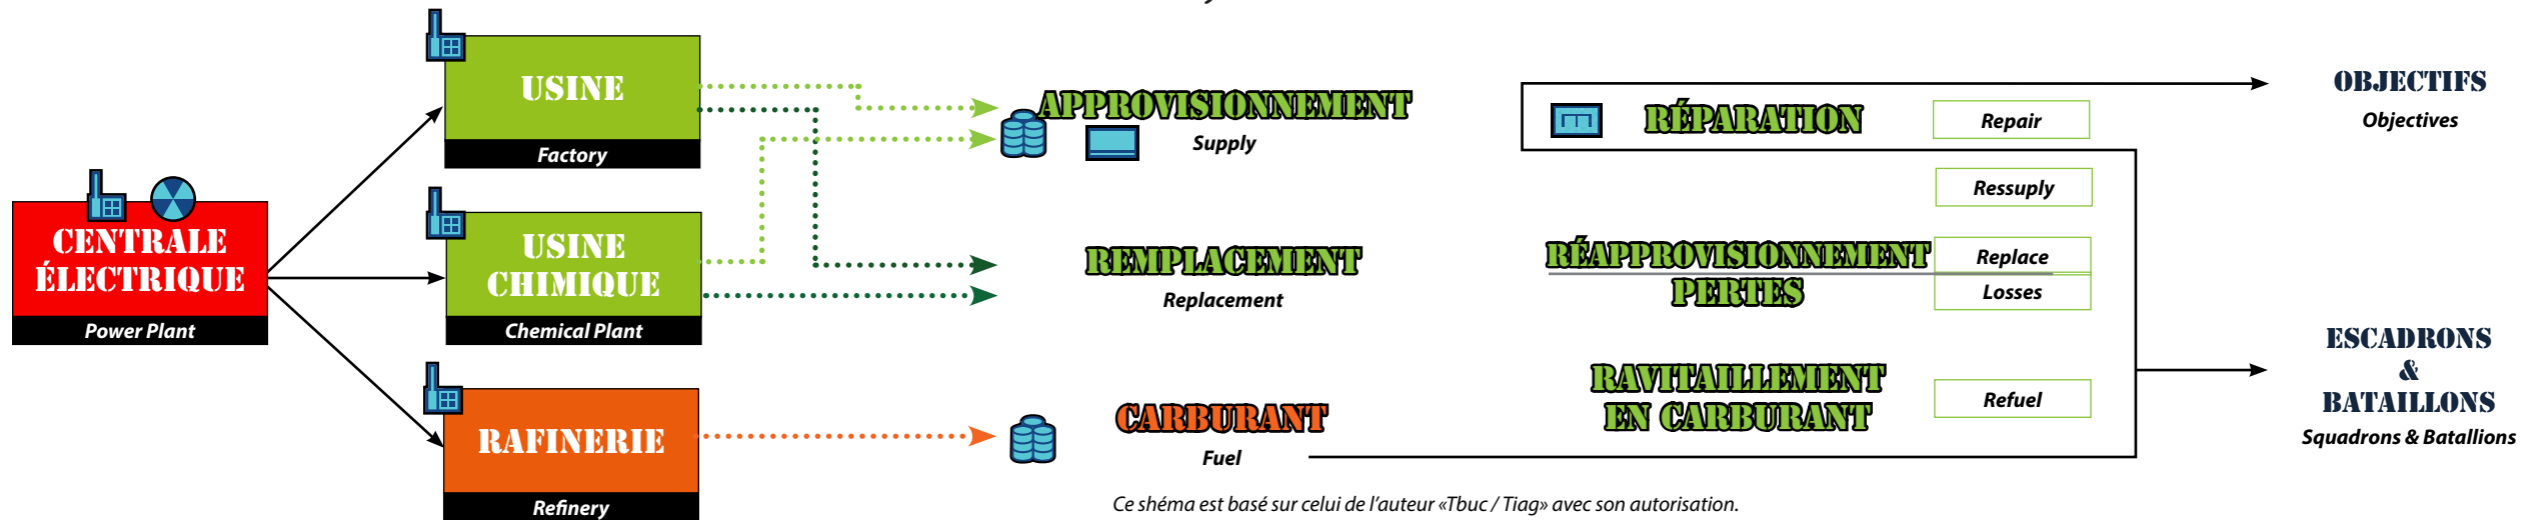 USINE
Factory
CENTRALE
ÉLECTRIQUE
Power Plant
USINE
CHIMIQUE
Chemical Plant
RAFINERIE
Refinery
APPROVISIONNEMENT
Supply
REMPLACEMENT
Replacement
CARBURANT
Fuel
RÉPARATION
Repair
Ressuply
RÉAPPROVISIONNEMENT
Replace
PERTES
Losses
RAVITAILLEMENT
EN CARBURANT
Refuel
OBJECTIFS
Objectives
ESCADRONS
&
BATAILLONS
Squadrons & Batallions
Ce shéma est basé sur celui de l'auteur «Tbuc / Tiag» avec son autorisation.